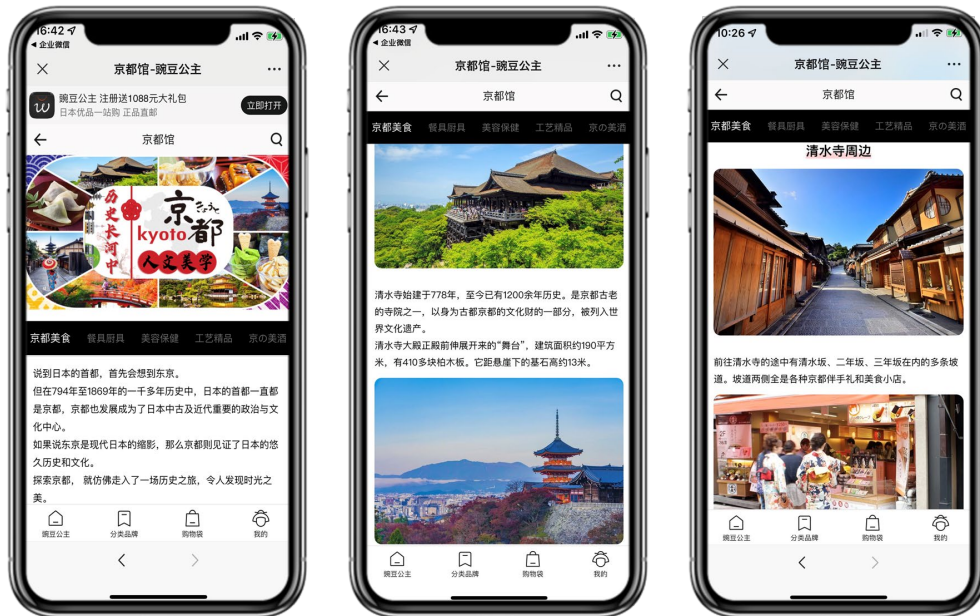 16:42
企业微信
京都馆-豌豆公主
豌豆公主 注册送1088元大礼包
日本优品一站购 正品直邮
立即打开
京都馆
历史长河中
京都
きょうと
kyoto
人文美学
京都美食 餐具厨具 美容保健 工艺精品 京の美酒
说到日本的首都，首先会想到东京。
但在794年至1869年的一千多年历史中，日本的首都一直都
是京都，京都也发展成为了日本中古及近代重要的政治与文
化中心。
如果说东京是现代日本的缩影，那么京都则见证了日本的悠
久历史和文化。
探索京都， 就仿佛走入了一场历史之旅，令人发现时光之
美。
豌豆公主 分类品牌 购物袋 我的
16:43
企业微信
京都馆-豌豆公主
京都馆
京都美食 餐具厨具 美容保健 工艺精品 京の美酒
清水寺始建于778年，至今已有1200余年历史。是京都古老
的寺院之一，以身为古都京都的文化财的一部分，被列入世
界文化遗产。
清水寺大殿正殿前伸展开来的“舞台”，建筑面积约190平方
米，有410多块柏木板。它距悬崖下的基石高约13米。
豌豆公主 分类品牌 购物袋 我的
10:26
京都馆-豌豆公主
京都馆
京都美食 餐具厨具 美容保健 工艺精品 京の美酒
清水寺周边
前往清水寺的途中有清水坂、二年坂、三年坂在内的多条坡
道。坡道两侧全是各种京都伴手礼和美食小店。
豌豆公主 分类品牌 购物袋 我的